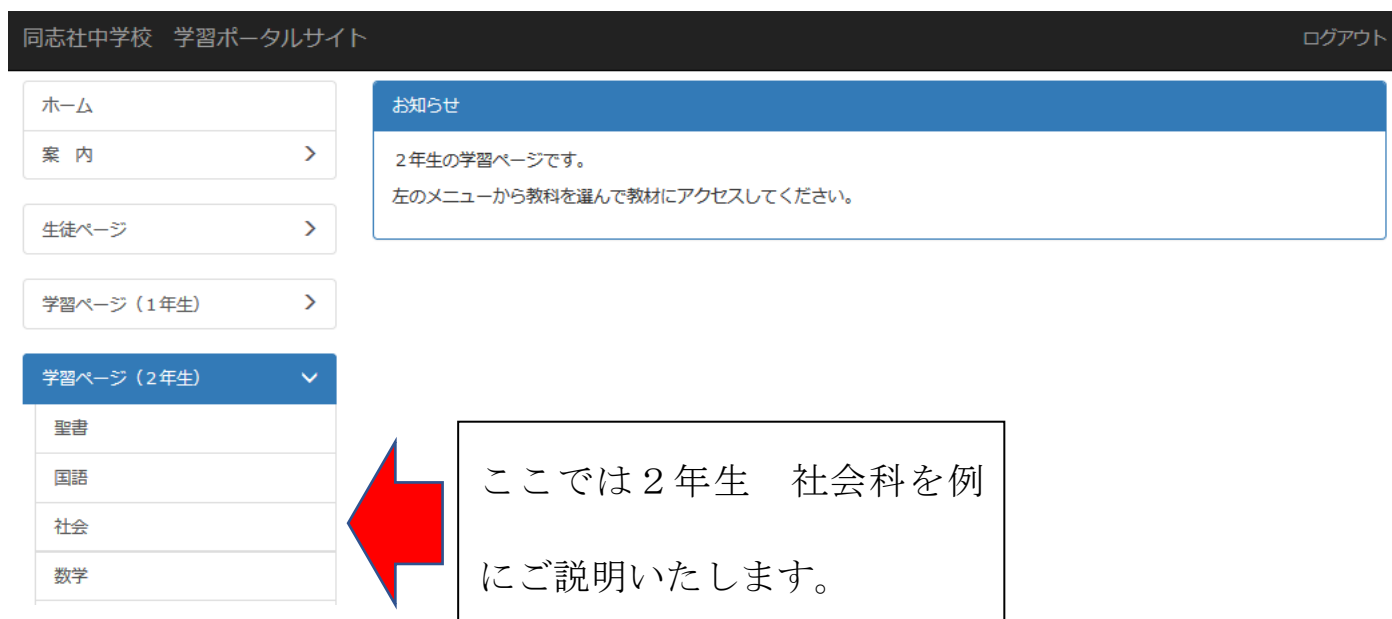 同志社中学校　学習ポータルサイト
ログアウト
ホーム
案 内
生徒ページ
学習ページ（1年生）
学習ページ（2年生）
聖書
国語
社会
数学
お知らせ
２年生の学習ページです。
左のメニューから教科を選んで教材にアクセスしてください。
ここでは２年生　社会科を例
にご説明いたします。